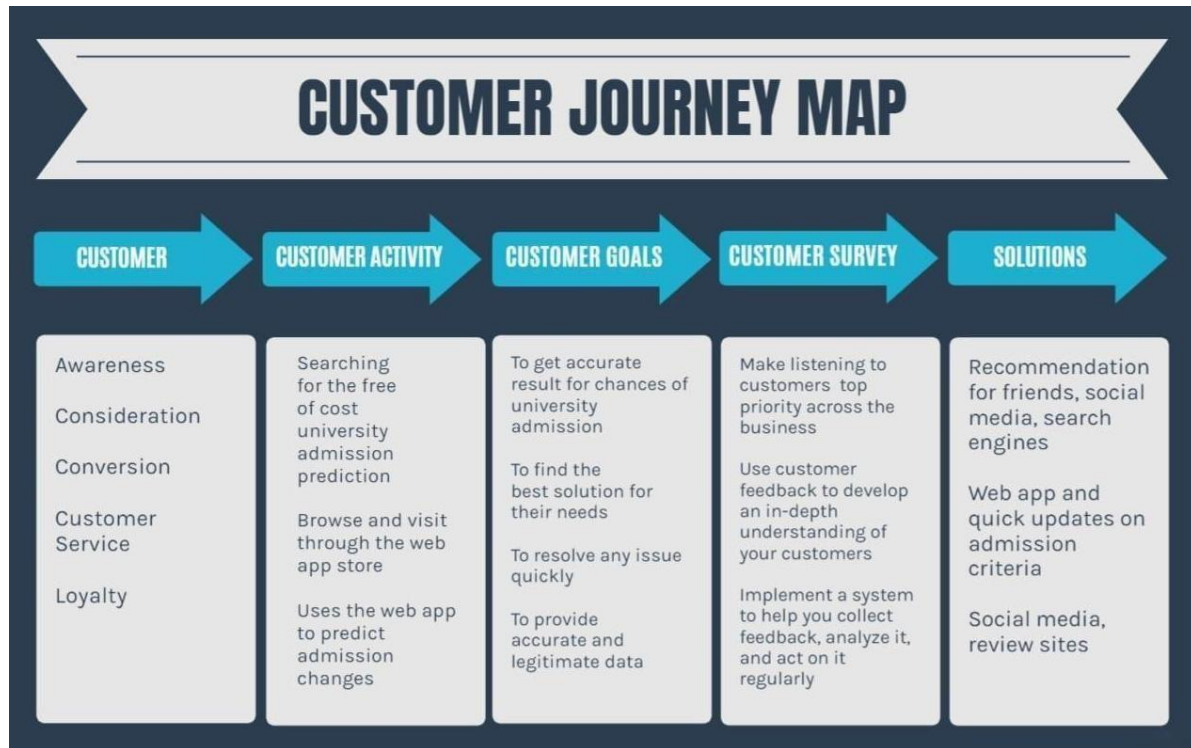 CUSTOMER JOURNEY MAP
CUSTOMER
CUSTOMER ACTIVITY
CUSTOMER GOALS
CUSTOMER SURVEY
SOLUTIONS
Awareness
Consideration
Conversion
Customer
Service
Loyalty
Searching
for the free
of cost
university
admission
prediction
Browse and visit
through the web
app store
Uses the web app
to predict
admission
changes
To get accurate
result for chances of
university
admission
To find the
best solution for
their needs
To resolve any issue
quickly
To provide
accurate and
legitimate data
Make listening to
customers top
priority across the
business
Use customer
feedback to develop
an in-depth
understanding of
your customers
Implement a system
to help you collect
feedback, analyze it,
and act on it
regularly
Recommendation
for friends, social
media, search
engines
Web app and
quick updates on
admission
criteria
Social media,
review sites